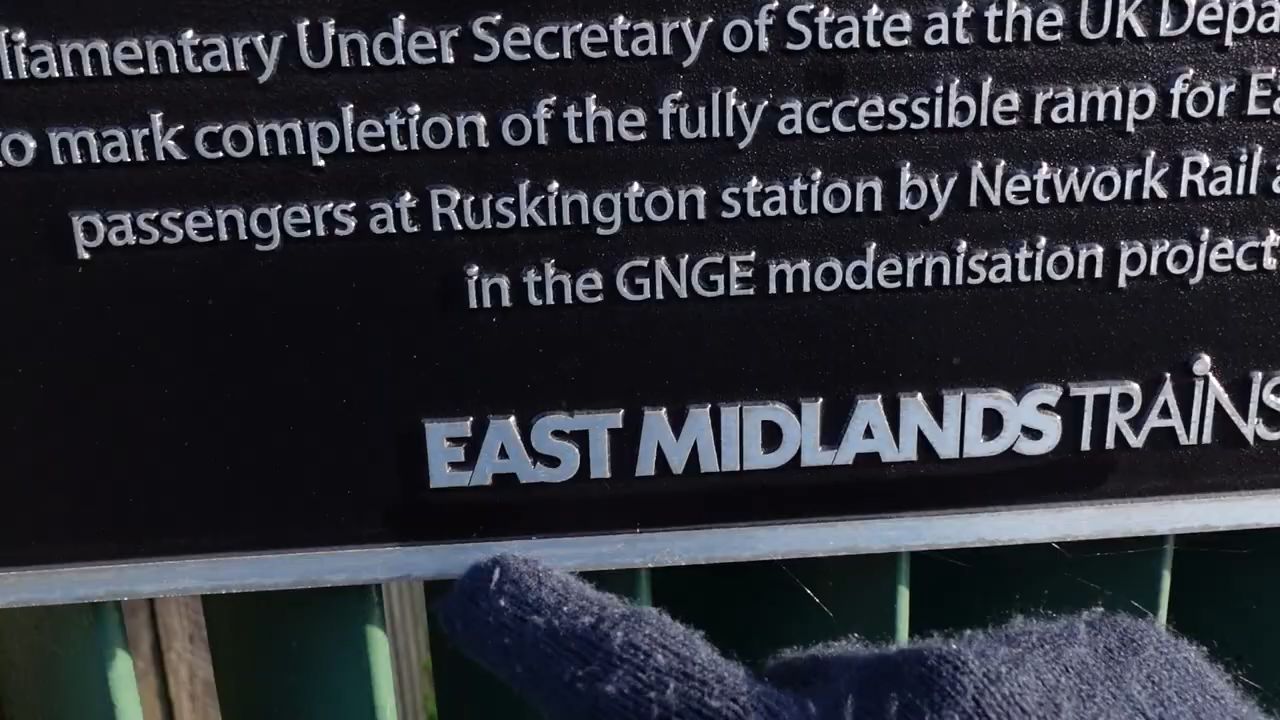 liamentary Under Secretary of State at the UK Depa
to mark completion of the fully accessible ramp for Ea
passengers at Ruskington station by Network Rail a
in the GNGE modernisation project
EAST MIDLANDS TRAINS